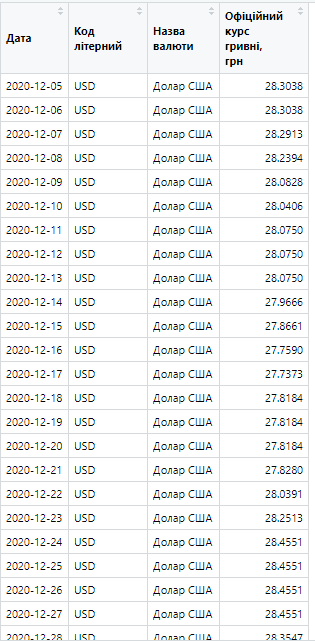 Дата Код літерний Назва валюти Офіційний курс гривні, грн
2020-12-05 USD Долар США 28.3038
2020-12-06 USD Долар США 28.3038
2020-12-07 USD Долар США 28.2913
2020-12-08 USD Долар США 28.2394
2020-12-09 USD Долар США 28.0828
2020-12-10 USD Долар США 28.0406
2020-12-11 USD Долар США 28.0750
2020-12-12 USD Долар США 28.0750
2020-12-13 USD Долар США 28.0750
2020-12-14 USD Долар США 27.9666
2020-12-15 USD Долар США 27.8661
2020-12-16 USD Долар США 27.7590
2020-12-17 USD Долар США 27.7373
2020-12-18 USD Долар США 27.8184
2020-12-19 USD Долар США 27.8184
2020-12-20 USD Долар США 27.8184
2020-12-21 USD Долар США 27.8280
2020-12-22 USD Долар США 28.0391
2020-12-23 USD Долар США 28.2513
2020-12-24 USD Долар США 28.4551
2020-12-25 USD Долар США 28.4551
2020-12-26 USD Долар США 28.4551
2020-12-27 USD Долар США 28.4551
2020-12-28 USD Долар США 28.3547